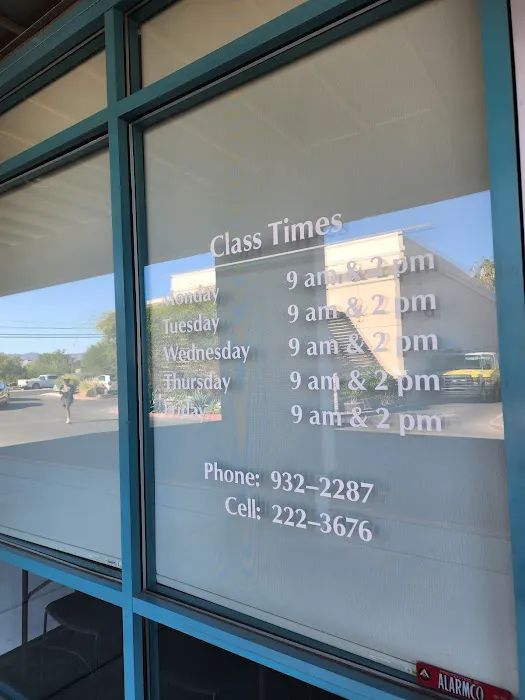 Class Times
Monday 9 am & 2 pm
Tuesday 9 am & 2 pm
Wednesday 9 am & 2 pm
Thursday 9 am & 2 pm
Friday 9 am & 2 pm
Phone: 932–2287
Cell: 222–3676
ALARMCO